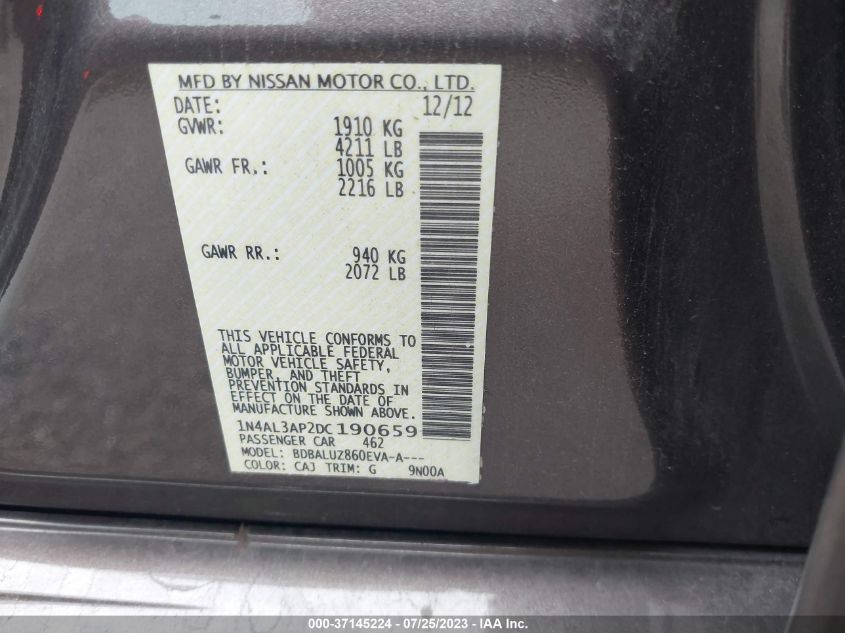 MFD BY NISSAN MOTOR CO., LTD.
DATE: 12/12
GVWR: 1910 KG
4211 LB
GAWR FR.: 1005 KG
2216 LB
GAWR RR.: 940 KG
2072 LB
THIS VEHICLE CONFORMS TO
ALL APPLICABLE FEDERAL
MOTOR VEHICLE SAFETY,
BUMPER, AND THEFT
PREVENTION STANDARDS IN
EFFECT ON THE DATE OF
MANUFACTURE SHOWN ABOVE.
1N4AL3AP2DC190659
PASSENGER CAR 462
MODEL: BDBALUZ860EVA-A---
COLOR: CAJ TRIM: G 9N00A
000-37145224 - 07/25/2023 - IAA Inc.